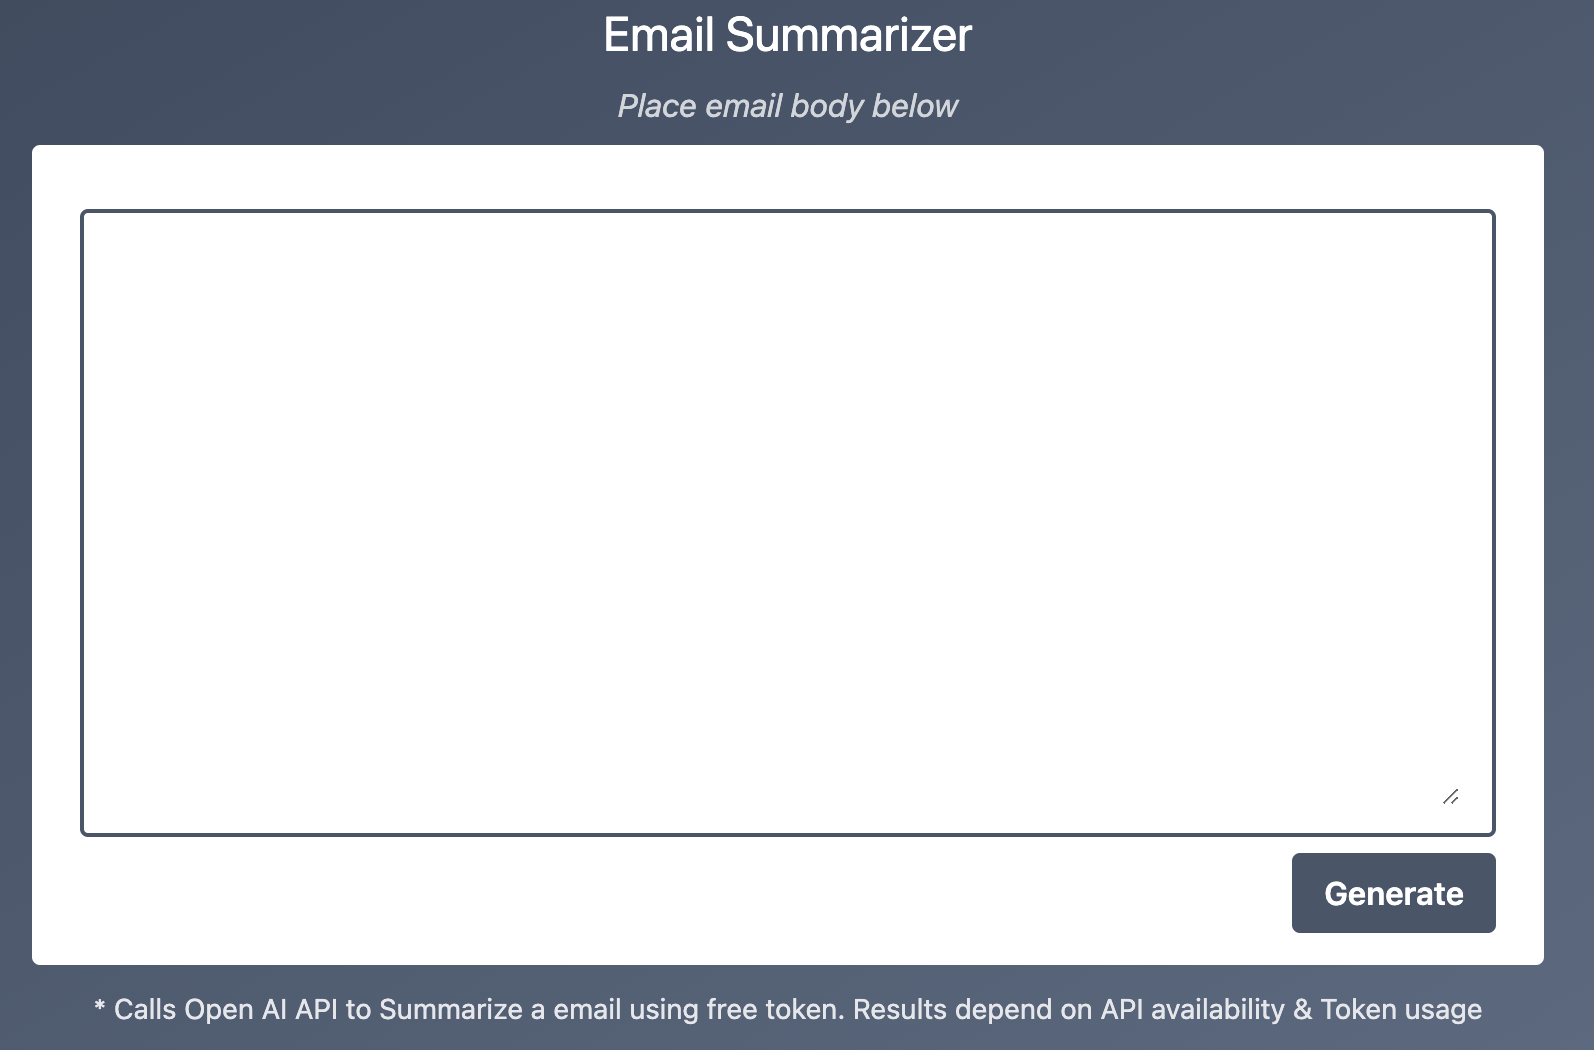 Email Summarizer
Place email body below
Generate
* Calls Open AI API to Summarize a email using free token. Results depend on API availability & Token usage